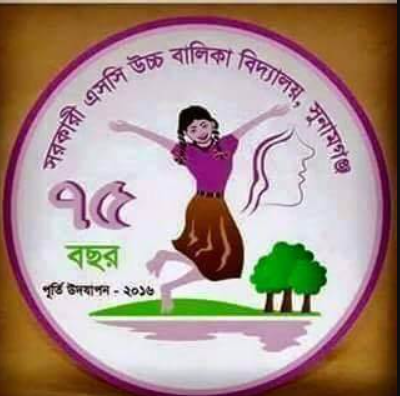 সরকারী এসসি উচ্চ বালিকা বিদ্যালয়, সুনামগঞ্জ
৭৫
বছর
পূর্তি উদযাপন - ২০১৬